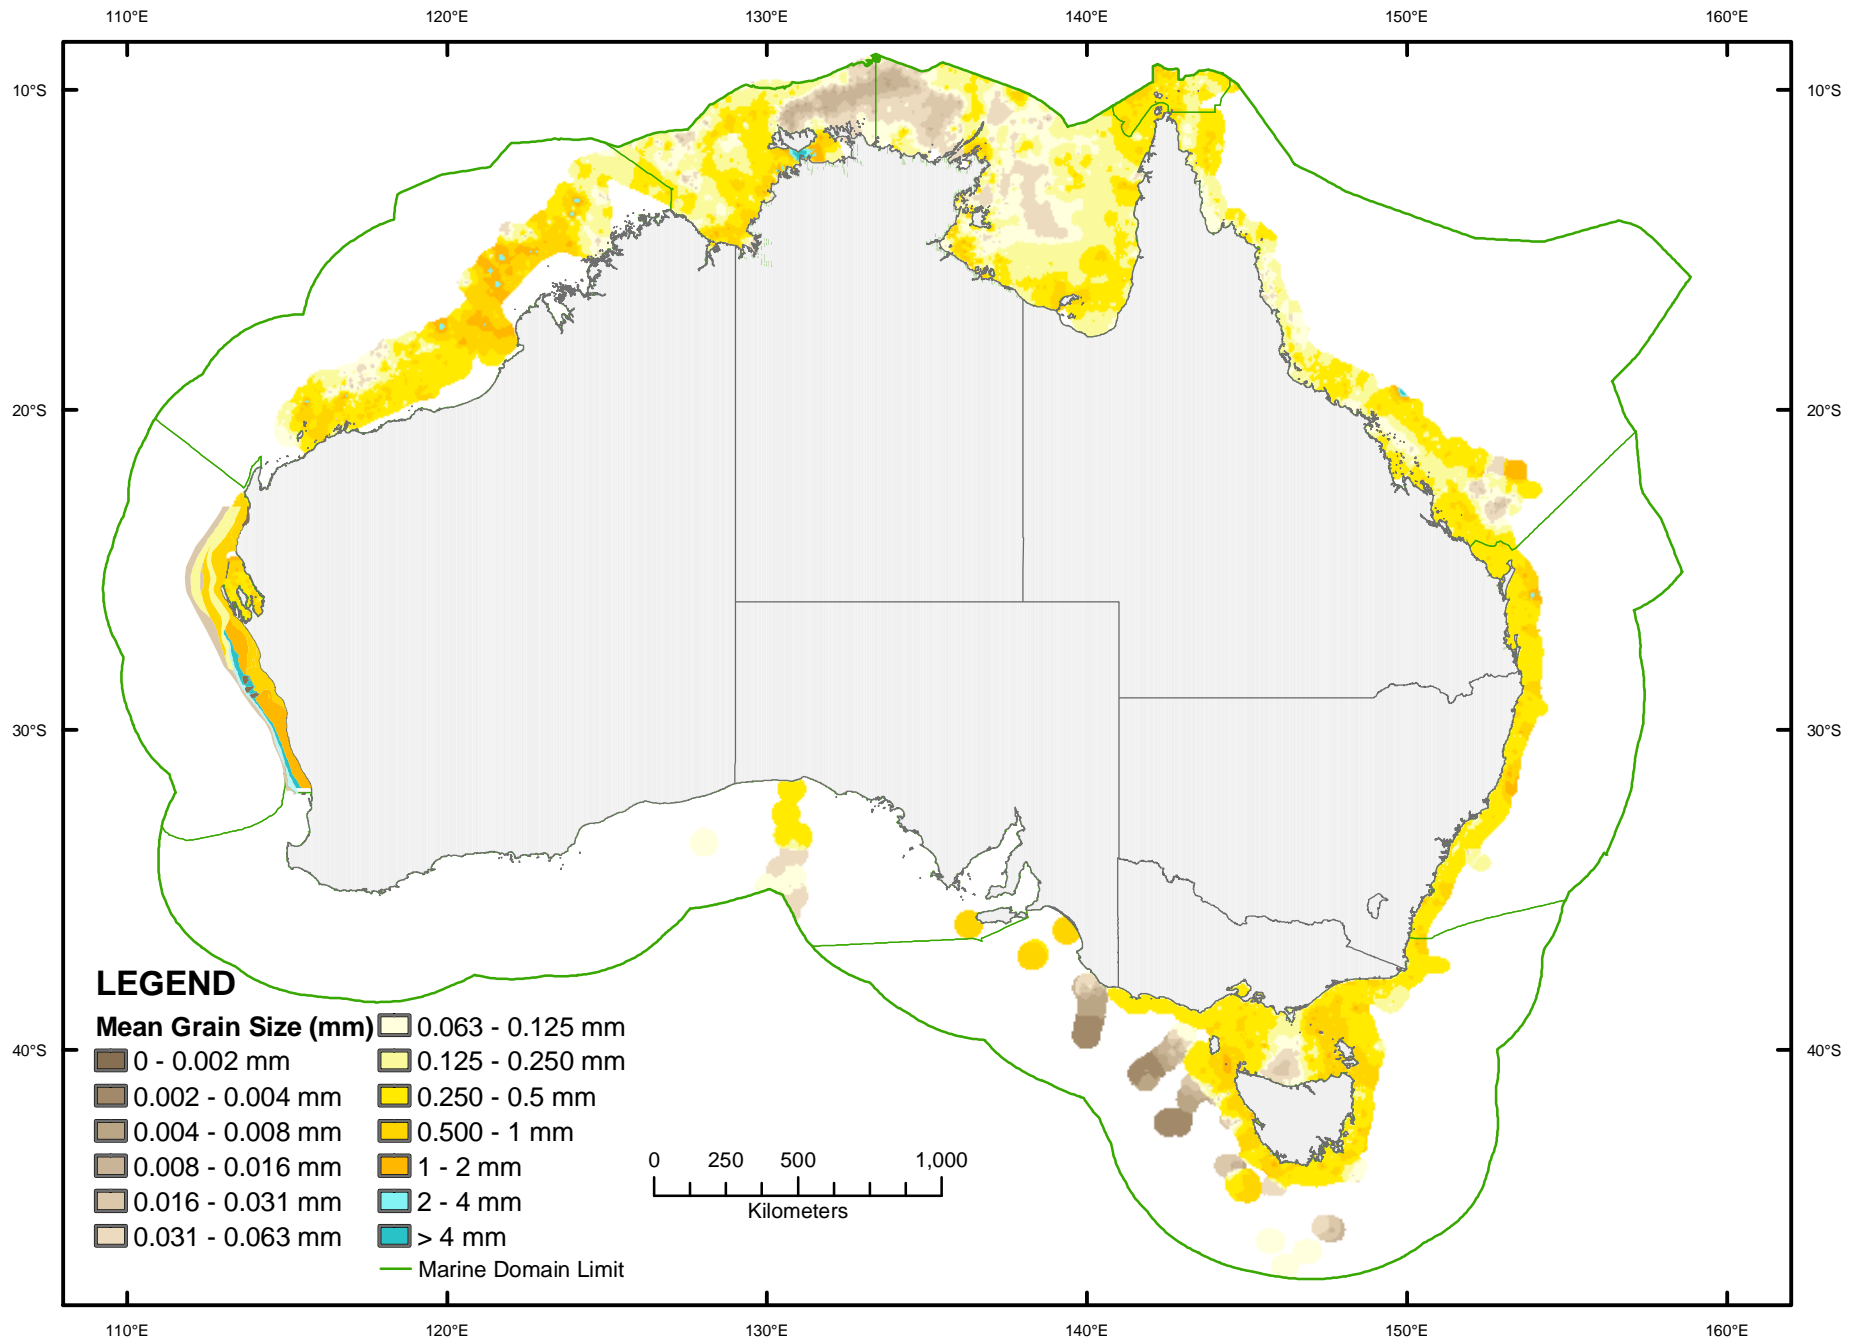 110°E 120°E 130°E 140°E 150°E 160°E
10°S 10°S
20°S 20°S
30°S 30°S
40°S 40°S
LEGEND
Mean Grain Size (mm)
0 - 0.002 mm
0.002 - 0.004 mm
0.004 - 0.008 mm
0.008 - 0.016 mm
0.016 - 0.031 mm
0.031 - 0.063 mm
0.063 - 0.125 mm
0.125 - 0.250 mm
0.250 - 0.5 mm
0.500 - 1 mm
1 - 2 mm
2 - 4 mm
> 4 mm
Marine Domain Limit
0 250 500 1,000
Kilometers
110°E 120°E 130°E 140°E 150°E 160°E